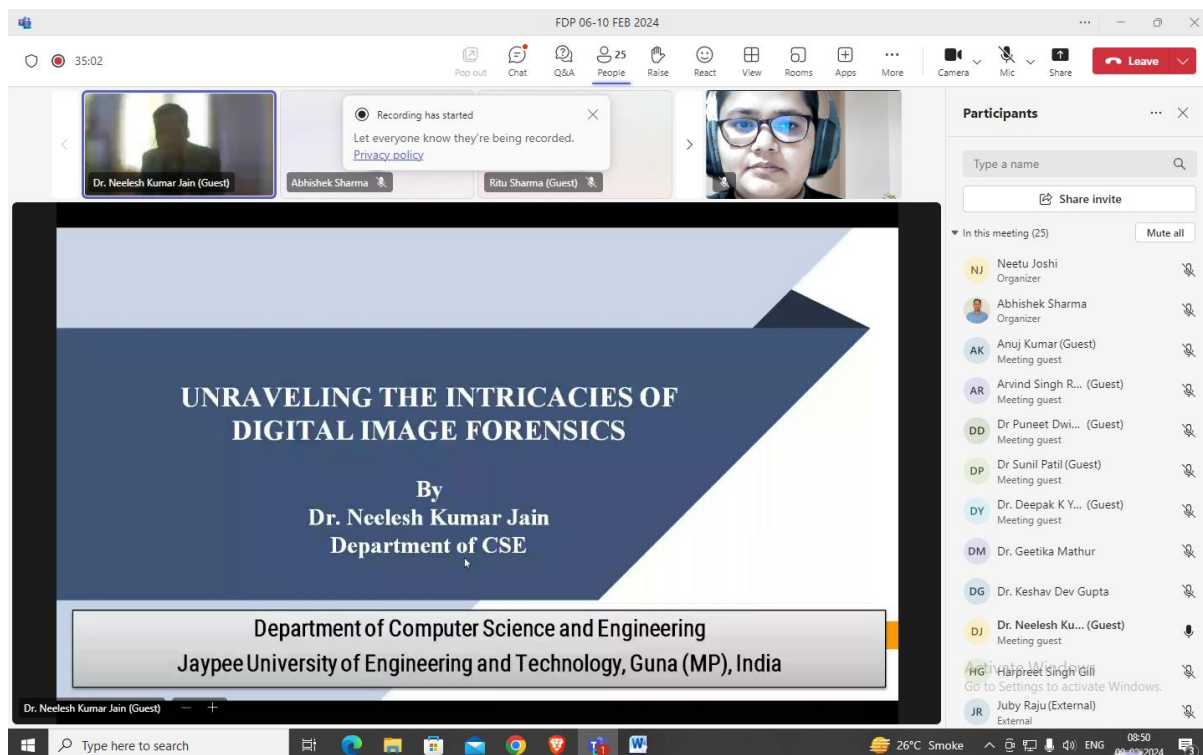 FDP 06-10 FEB 2024
35:02
Pop out
Chat
Q&A
25
People
Raise
React
View
Rooms
Apps
More
Camera
Mic
Share
Leave
Recording has started
Let everyone know they're being recorded.
Privacy policy
Dr. Neelesh Kumar Jain (Guest)
Abhishek Sharma
Ritu Sharma (Guest)
UNRAVELING THE INTRICACIES OF
DIGITAL IMAGE FORENSICS
By
Dr. Neelesh Kumar Jain
Department of CSE
Department of Computer Science and Engineering
Jaypee University of Engineering and Technology, Guna (MP), India
Dr. Neelesh Kumar Jain (Guest)
Participants
Type a name
Share invite
In this meeting (25)
Mute all
NJ
Neetu Joshi
Organizer
Abhishek Sharma
Organizer
AK
Anuj Kumar (Guest)
Meeting guest
AR
Arvind Singh R... (Guest)
Meeting guest
DD
Dr Puneet Dwi... (Guest)
Meeting guest
DP
Dr Sunil Patil (Guest)
Meeting guest
DY
Dr. Deepak K Y... (Guest)
Meeting guest
DM
Dr. Geetika Mathur
DG
Dr. Keshav Dev Gupta
DJ
Dr. Neelesh Ku... (Guest)
Meeting guest
Activate Windows
HG
Harpreet Singh Gill
Go to Settings to activate Windows.
JR
Juby Raju (External)
External
Type here to search
1
W
26°C Smoke
ENG
08:50
3